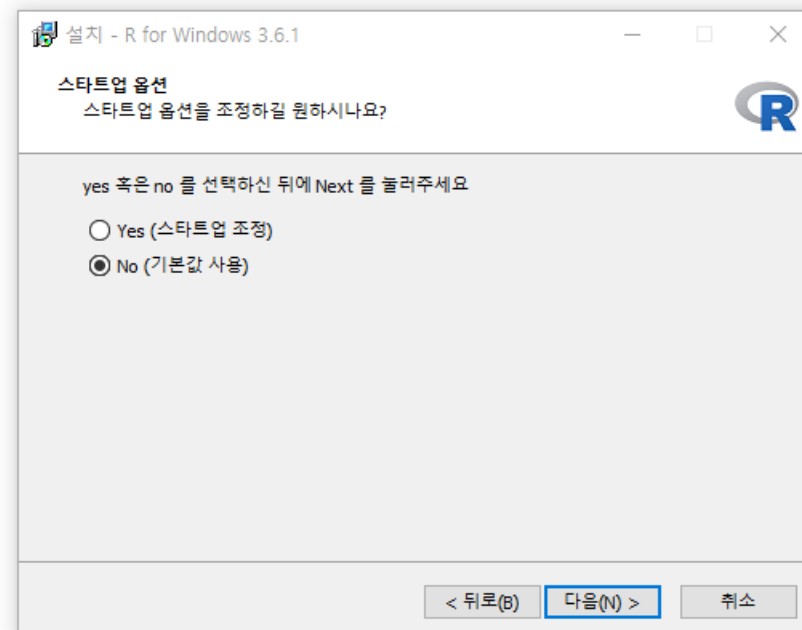 설치 - R for Windows 3.6.1
스타트업 옵션
스타트업 옵션을 조정하길 원하시나요?
R
yes 혹은 no 를 선택하신 뒤에 Next 를 눌러주세요
Yes (스타트업 조정)
No (기본값 사용)
< 뒤로(B) 다음(N) > 취소